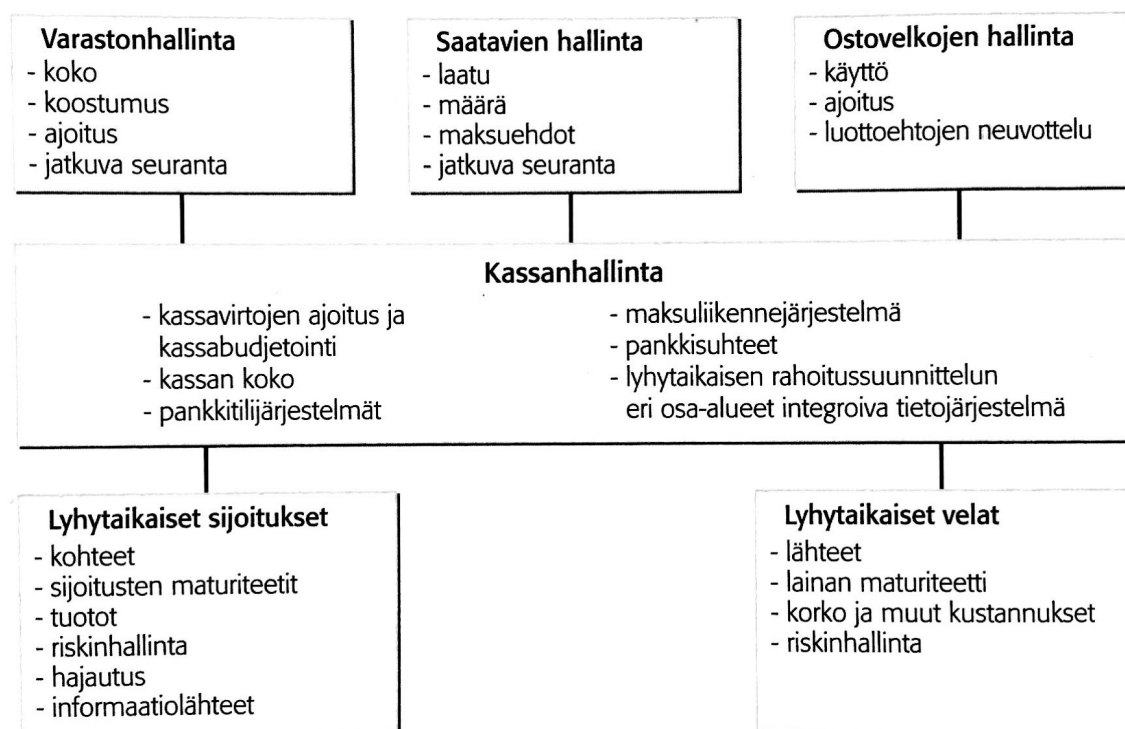 Varastonhallinta
- koko
- koostumus
- ajoitus
- jatkuva seuranta
Saatavien hallinta
- laatu
- määrä
- maksuehdot
- jatkuva seuranta
Ostovelkojen hallinta
- käyttö
- ajoitus
- luottoehtojen neuvottelu
Kassanhallinta
- kassavirtojen ajoitus ja
kassabudjetointi
- kassan koko
- pankkitilijärjestelmät
- maksuliikennejärjestelmä
- pankkisuhteet
- lyhytaikaisen rahoitussuunnittelun
eri osa-alueet integroiva tietojärjestelmä
Lyhytaikaiset sijoitukset
- kohteet
- sijoitusten maturiteetit
- tuotot
- riskinhallinta
- hajautus
- informaatiolähteet
Lyhytaikaiset velat
- lähteet
- lainan maturiteetti
- korko ja muut kustannukset
- riskinhallinta